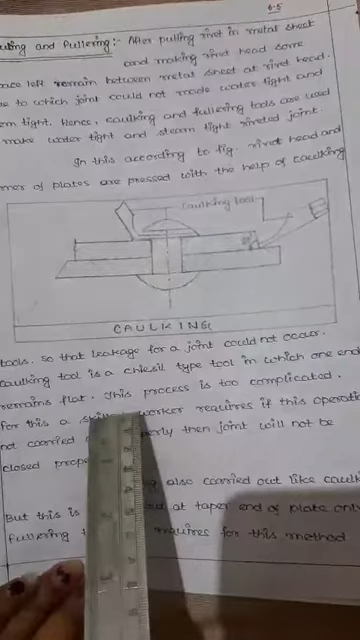 6.5
and Fullering:- After pulling rivet in metal sheet
and making rivet head some
left remain between metal sheet at rivet head.
to which joint could not made water tight and
tight. Hence, caulking and fullering tools are used
make water tight and steam tight riveted joint.
In this according to fig. rivet head and
of plates are pressed with the help of caulking
Caulking tool
CAULKING
tools. so that leakage for a joint could not occur.
caulking tool is a chiesil type tool in which one end
remains flat. This process is too complicated.
for this a worker requires if this operatio
not carried then joint will not be
closed
also carried out like caulk
But this is at taper end of plate only
fullering requires for this method